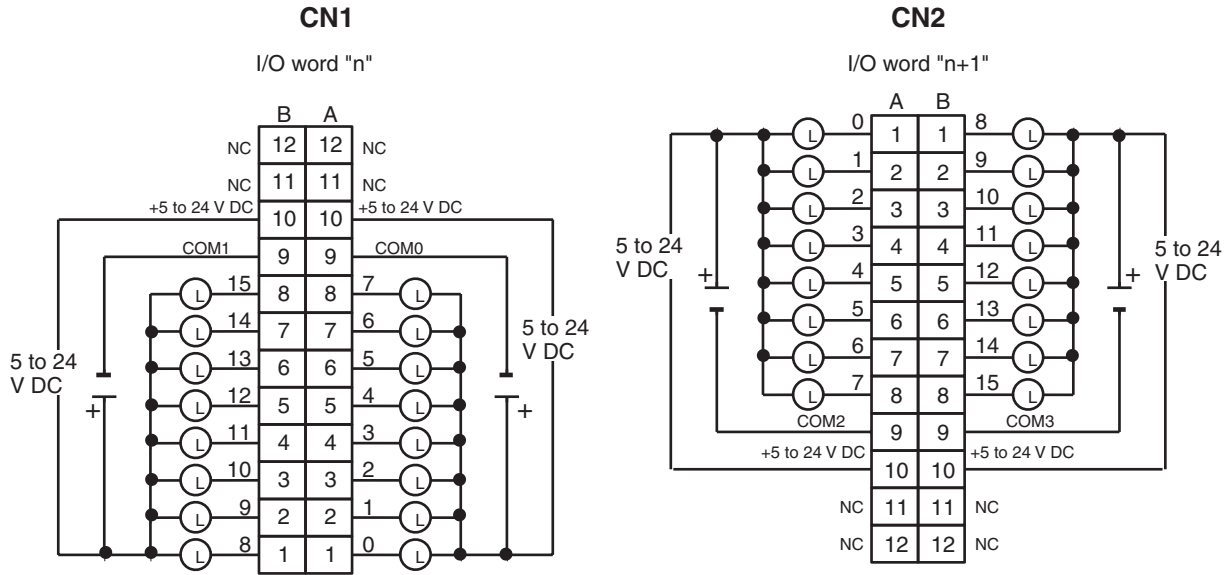 CN1
I/O word "n"
B A
NC 12 12 NC
NC 11 11 NC
+5 to 24 V DC 10 10 +5 to 24 V DC
COM1 9 9 COM0
L 15 8 8 7 L
L 14 7 7 6 L
L 13 6 6 5 L
L 12 5 5 4 L
L 11 4 4 3 L
L 10 3 3 2 L
L 9 2 2 1 L
L 8 1 1 0 L
5 to 24
V DC
+
5 to 24
V DC
+
CN2
I/O word "n+1"
A B
L 0 1 1 8 L
L 1 2 2 9 L
L 2 3 3 10 L
L 3 4 4 11 L
L 4 5 5 12 L
L 5 6 6 13 L
L 6 7 7 14 L
L 7 8 8 15 L
COM2 9 9 COM3
+5 to 24 V DC 10 10 +5 to 24 V DC
NC 11 11 NC
NC 12 12 NC
5 to 24
V DC
+
5 to 24
V DC
+